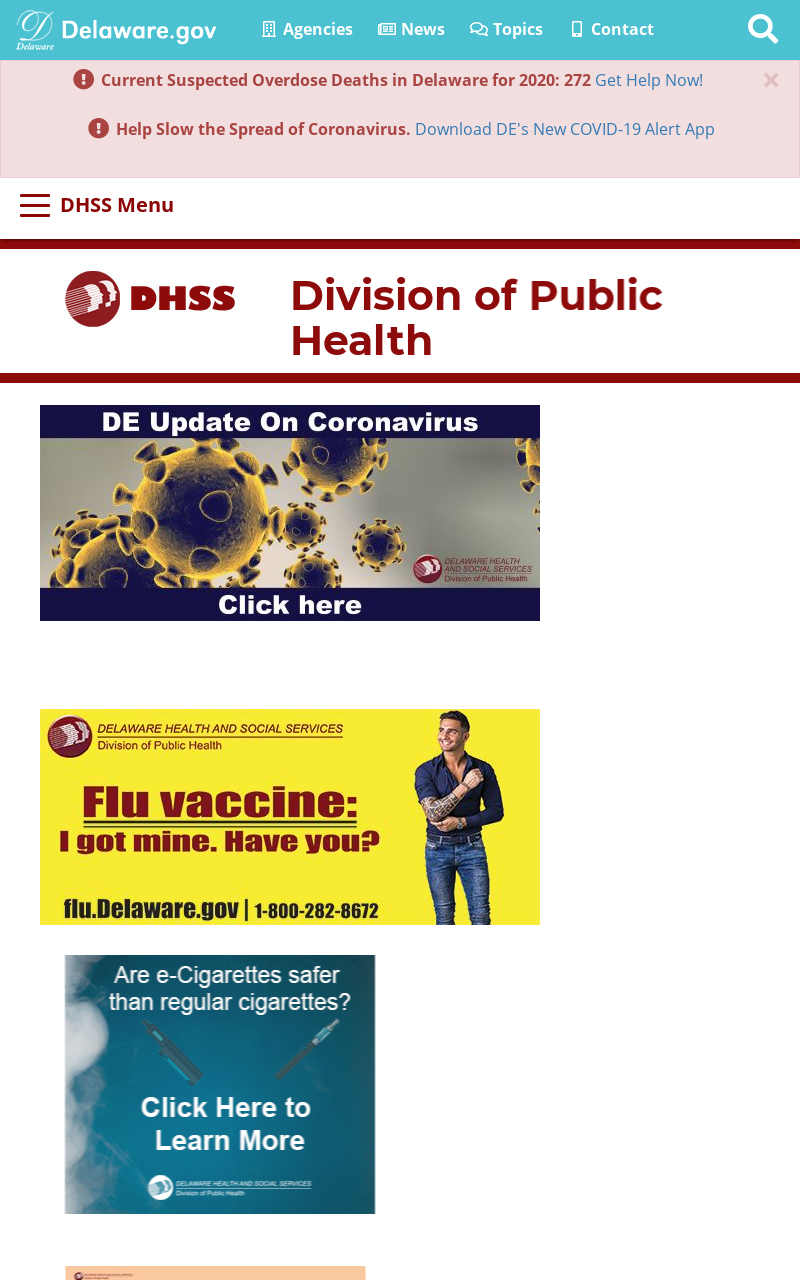 Delaware
Delaware.gov
Agencies
News
Topics
Contact
Current Suspected Overdose Deaths in Delaware for 2020: 272 Get Help Now!
×
Help Slow the Spread of Coronavirus. Download DE's New COVID-19 Alert App
DHSS Menu
DHSS
Division of Public
Health
DE Update On Coronavirus
DELAWARE HEALTH
AND SOCIAL SERVICES
Division of Public Health
Click here
DELAWARE HEALTH AND SOCIAL SERVICES
Division of Public Health
Flu vaccine:
I got mine. Have you?
flu.Delaware.gov | 1-800-282-8672
Are e-Cigarettes safer
than regular cigarettes?
Click Here to
Learn More
DELAWARE HEALTH AND SOCIAL SERVICES
Division of Public Health